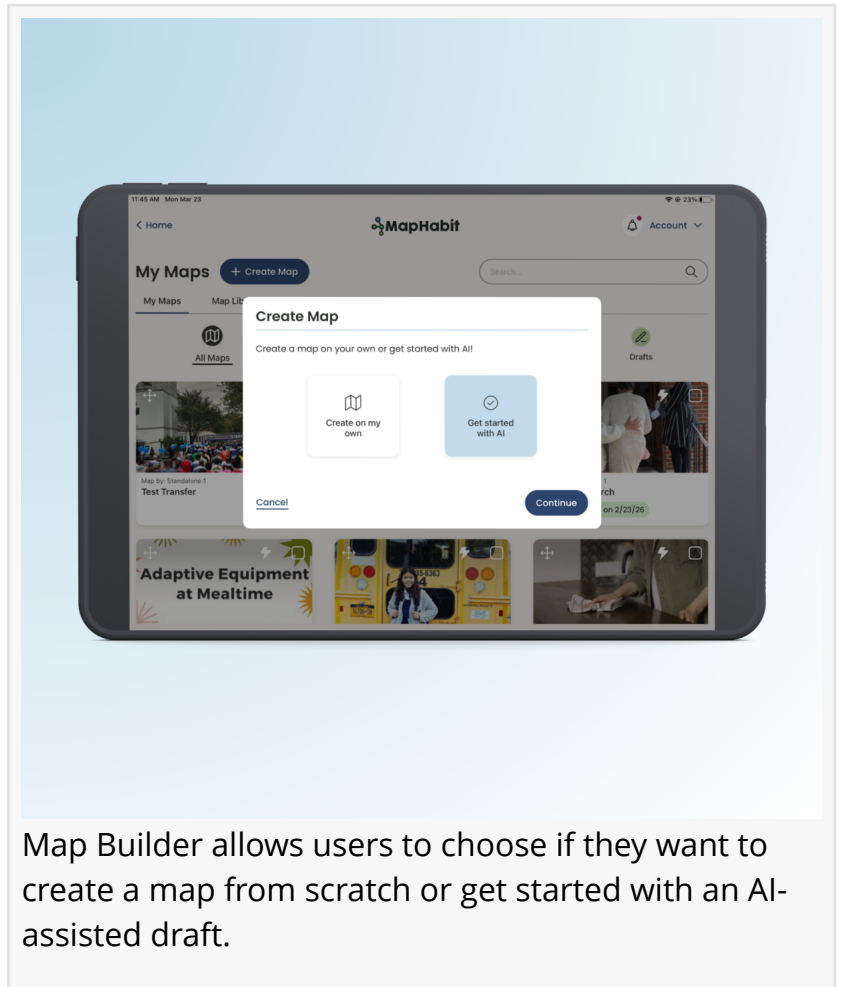 11:45 AM Mon Mar 23
23%
Home
MapHabit
Account
My Maps
+ Create Map
Search...
My Maps
Map Lib
All Maps
Drafts
Create Map
Create a map on your own or get started with AI!
Create on my
own
Get started
with AI
Cancel
Continue
Map by: Standalone 1
Test Transfer
1
rch
on 2/23/26
Adaptive Equipment
at Mealtime
Map Builder allows users to choose if they want to
create a map from scratch or get started with an AI-
assisted draft.